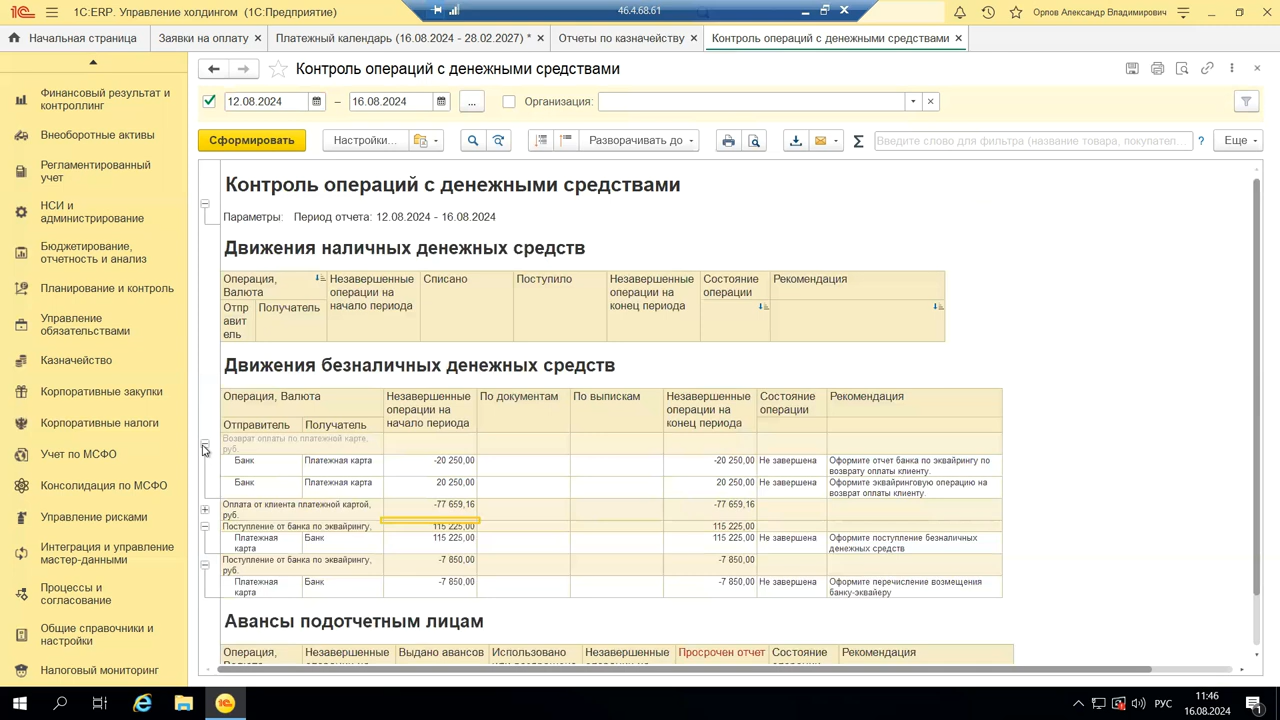 1С:ERP. Управление холдингом (1С:Предприятие)
46.4.68.61
Орлов Александр Владимирович
Начальная страница
Заявки на оплату
Платежный календарь (16.08.2024 - 28.02.2027) *
Отчеты по казначейству
Контроль операций с денежными средствами
Финансовый результат и
контроллинг
Внеоборотные активы
Регламентированный
учет
НСИ и
администрирование
Бюджетирование,
отчетность и анализ
Планирование и контроль
Управление
обязательствами
Казначейство
Корпоративные закупки
Корпоративные налоги
Учет по МСФО
Консолидация по МСФО
Управление рисками
Интеграция и управление
мастер-данными
Процессы и
согласование
Общие справочники и
настройки
Налоговый мониторинг
Контроль операций с денежными средствами
12.08.2024 – 16.08.2024 ... Организация:
Сформировать Настройки... Разворачивать до Σ Введите слово для фильтра (название товара, покупател... ? Еще
Контроль операций с денежными средствами
Параметры: Период отчета: 12.08.2024 - 16.08.2024
Движения наличных денежных средств
Операция, Валюта
Отправитель
Получатель
Незавершенные операции на начало периода
Списано
Поступило
Незавершенные операции на конец периода
Состояние операции
Рекомендация
Движения безналичных денежных средств
Операция, Валюта
Отправитель
Получатель
Незавершенные операции на начало периода
По документам
По выпискам
Незавершенные операции на конец периода
Состояние операции
Рекомендация
Возврат оплаты по платежной карте, руб.
Банк Платежная карта -20 250,00 -20 250,00 Не завершена Оформите отчет банка по эквайрингу по возврату оплаты клиенту.
Банк Платежная карта 20 250,00 20 250,00 Не завершена Оформите эквайринговую операцию на возврат оплаты клиенту.
Оплата от клиента платежной картой, руб. -77 659,16 -77 659,16
Поступление от банка по эквайрингу, 115 225,00 115 225,00
Платежная карта Банк 115 225,00 115 225,00 Не завершена Оформите поступление безналичных денежных средств
Поступление от банка по эквайрингу, руб. -7 850,00 -7 850,00
Платежная карта Банк -7 850,00 -7 850,00 Не завершена Оформите перечисление возмещения банку-эквайеру
Авансы подотчетным лицам
Операция, Незавершенные Выдано авансов Использовано Незавершенные Просрочен отчет Состояние Рекомендация
РУС
11:46
16.08.2024
1